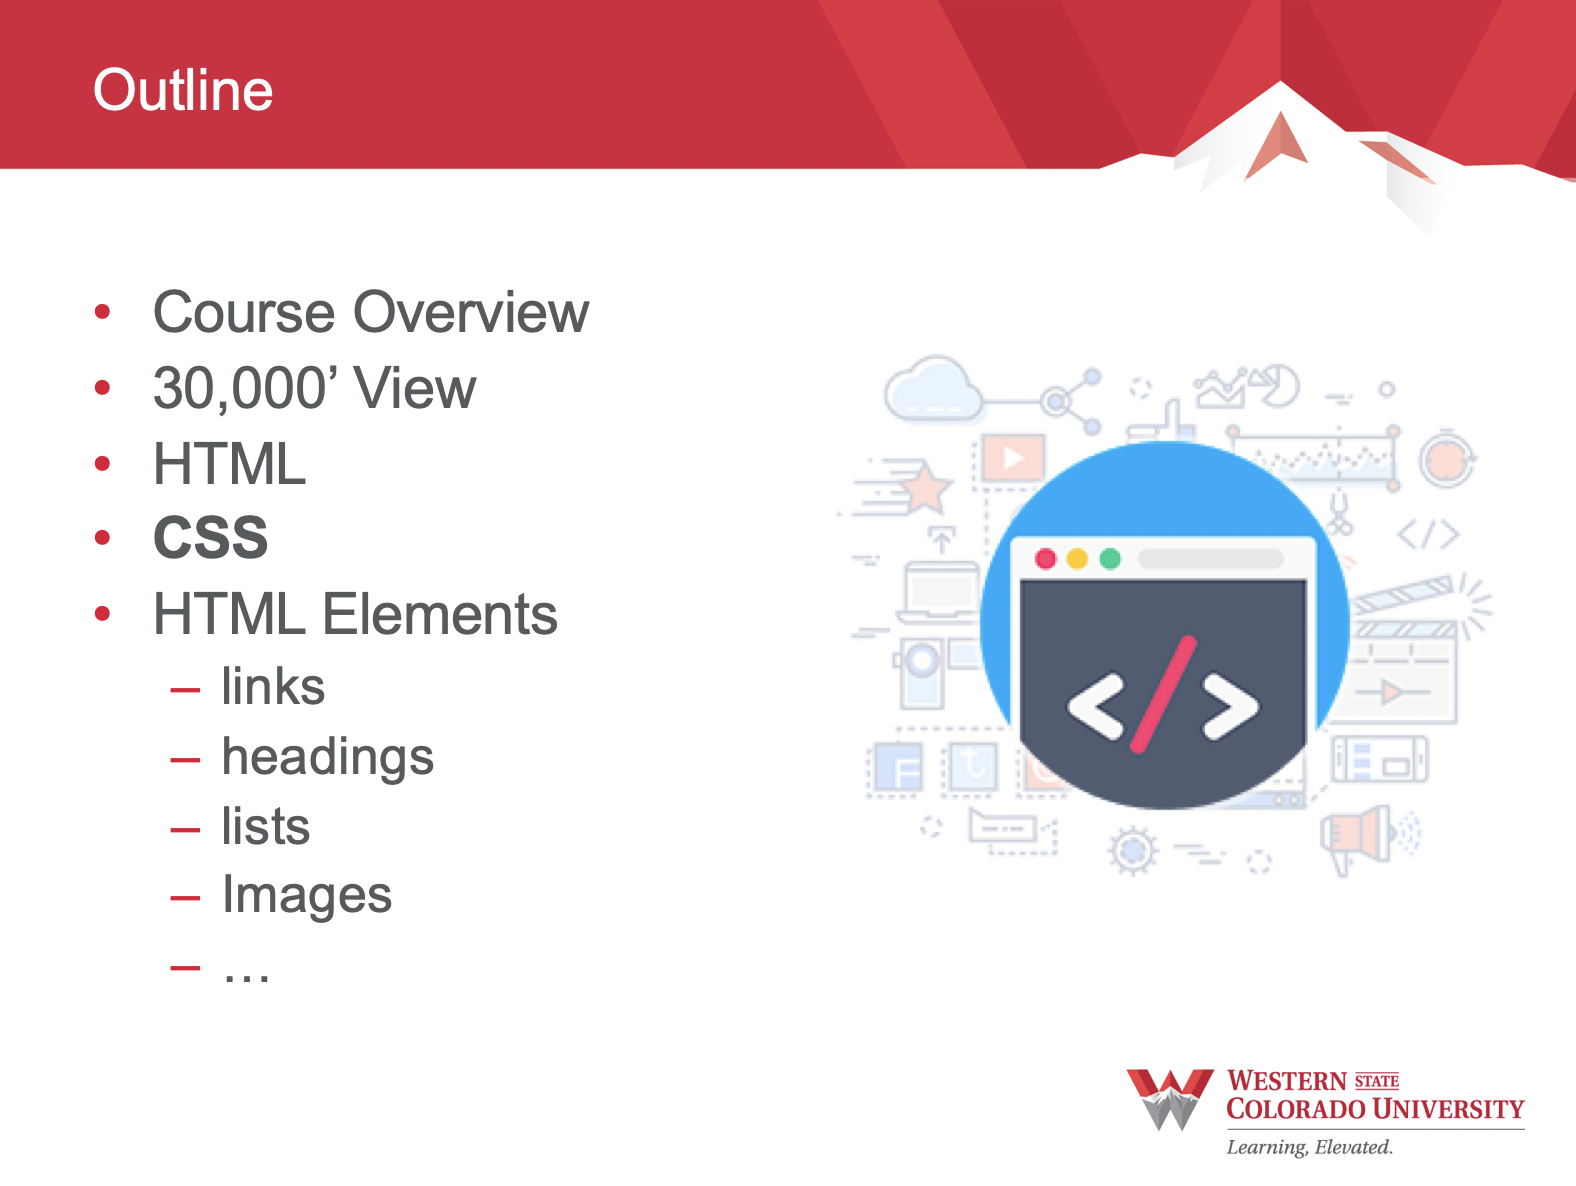 Outline
• Course Overview
• 30,000’ View
• HTML
• CSS
• HTML Elements
– links
– headings
– lists
– Images
– …
</>
</>
F
t
WESTERN STATE
COLORADO UNIVERSITY
Learning, Elevated.